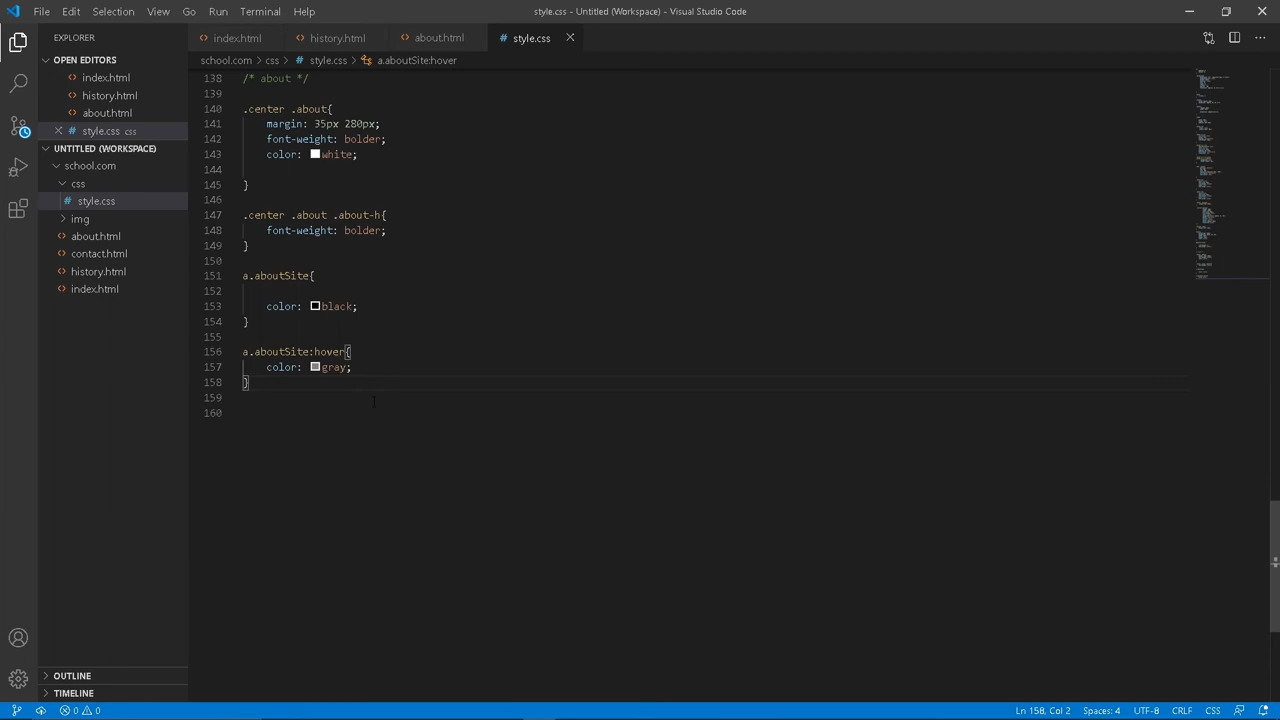 File Edit Selection View Go Run Terminal Help style.css - Untitled (Workspace) - Visual Studio Code
EXPLORER
OPEN EDITORS
index.html
history.html
about.html
style.css css
UNTITLED (WORKSPACE)
school.com
css
style.css
img
about.html
contact.html
history.html
index.html
OUTLINE
TIMELINE
index.html history.html about.html # style.css
school.com > css > # style.css > a.aboutSite:hover
138 /* about */
139
140 .center .about{
141 margin: 35px 280px;
142 font-weight: bolder;
143 color: white;
144
145 }
146
147 .center .about .about-h{
148 font-weight: bolder;
149 }
150
151 a.aboutSite{
152
153 color: black;
154 }
155
156 a.aboutSite:hover{
157 color: gray;
158 }
159
160
0 0 Ln 158, Col 2 Spaces: 4 UTF-8 CRLF CSS